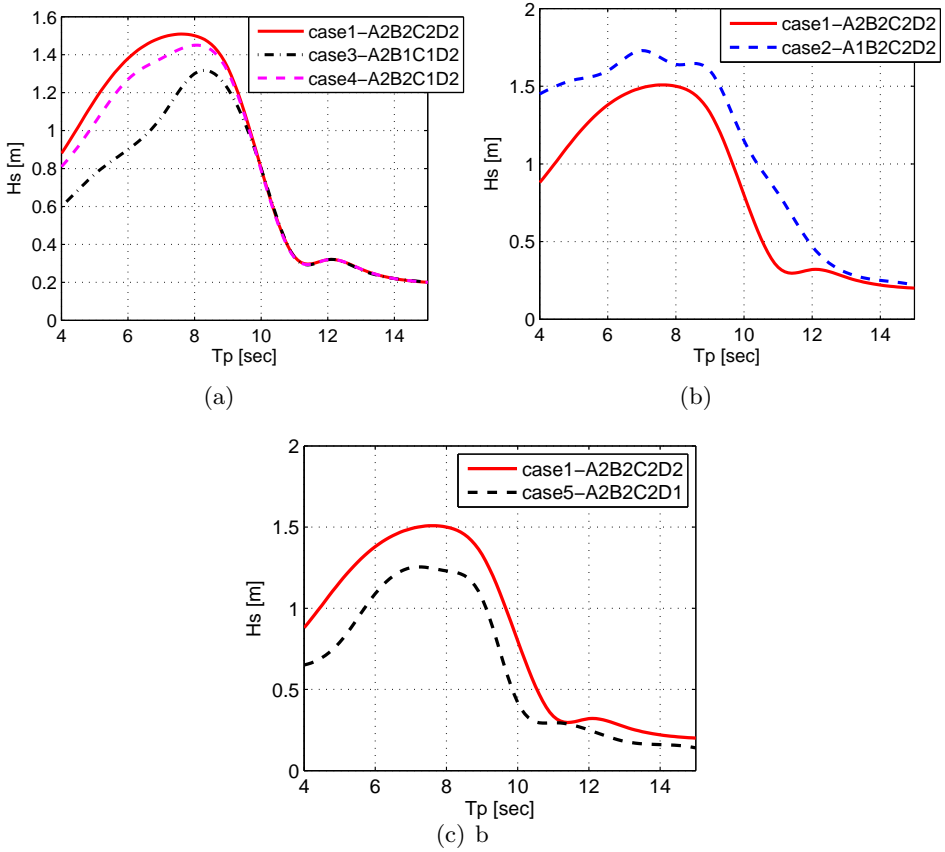 1.6
1.4
1.2
1
0.8
0.6
0.4
0.2
0
Hs [m]
4 6 8 10 12 14
Tp [sec]
case1−A2B2C2D2
case3−A2B1C1D2
case4−A2B2C1D2
(a)
2
1.5
1
0.5
0
Hs [m]
4 6 8 10 12 14
Tp [sec]
case1−A2B2C2D2
case2−A1B2C2D2
(b)
2
1.5
1
0.5
0
Hs [m]
4 6 8 10 12 14
Tp [sec]
case1−A2B2C2D2
case5−A2B2C2D1
(c) b